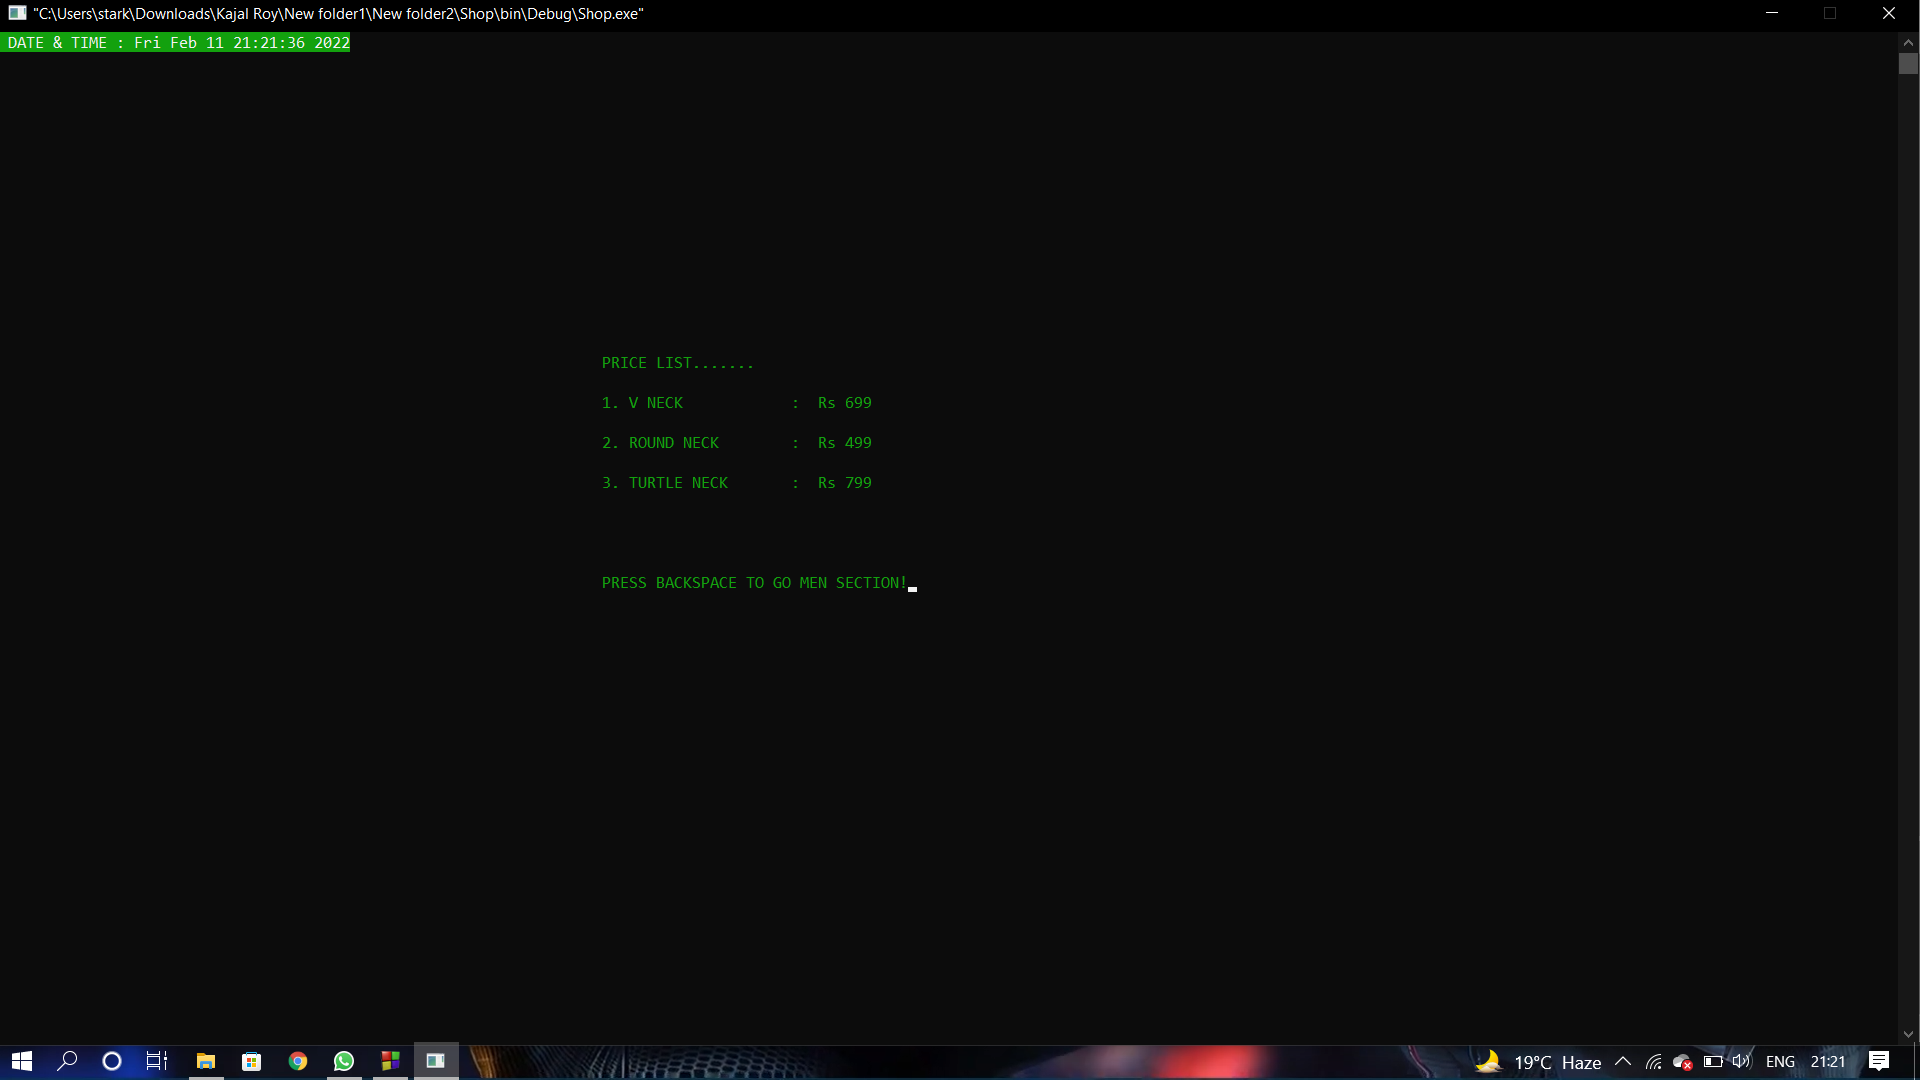 "C:\Users\stark\Downloads\Kajal Roy\New folder1\New folder2\Shop\bin\Debug\Shop.exe"
DATE & TIME : Fri Feb 11 21:21:36 2022
PRICE LIST.......
1. V NECK : Rs 699
2. ROUND NECK : Rs 499
3. TURTLE NECK : Rs 799
PRESS BACKSPACE TO GO MEN SECTION!
19°C Haze ENG 21:21